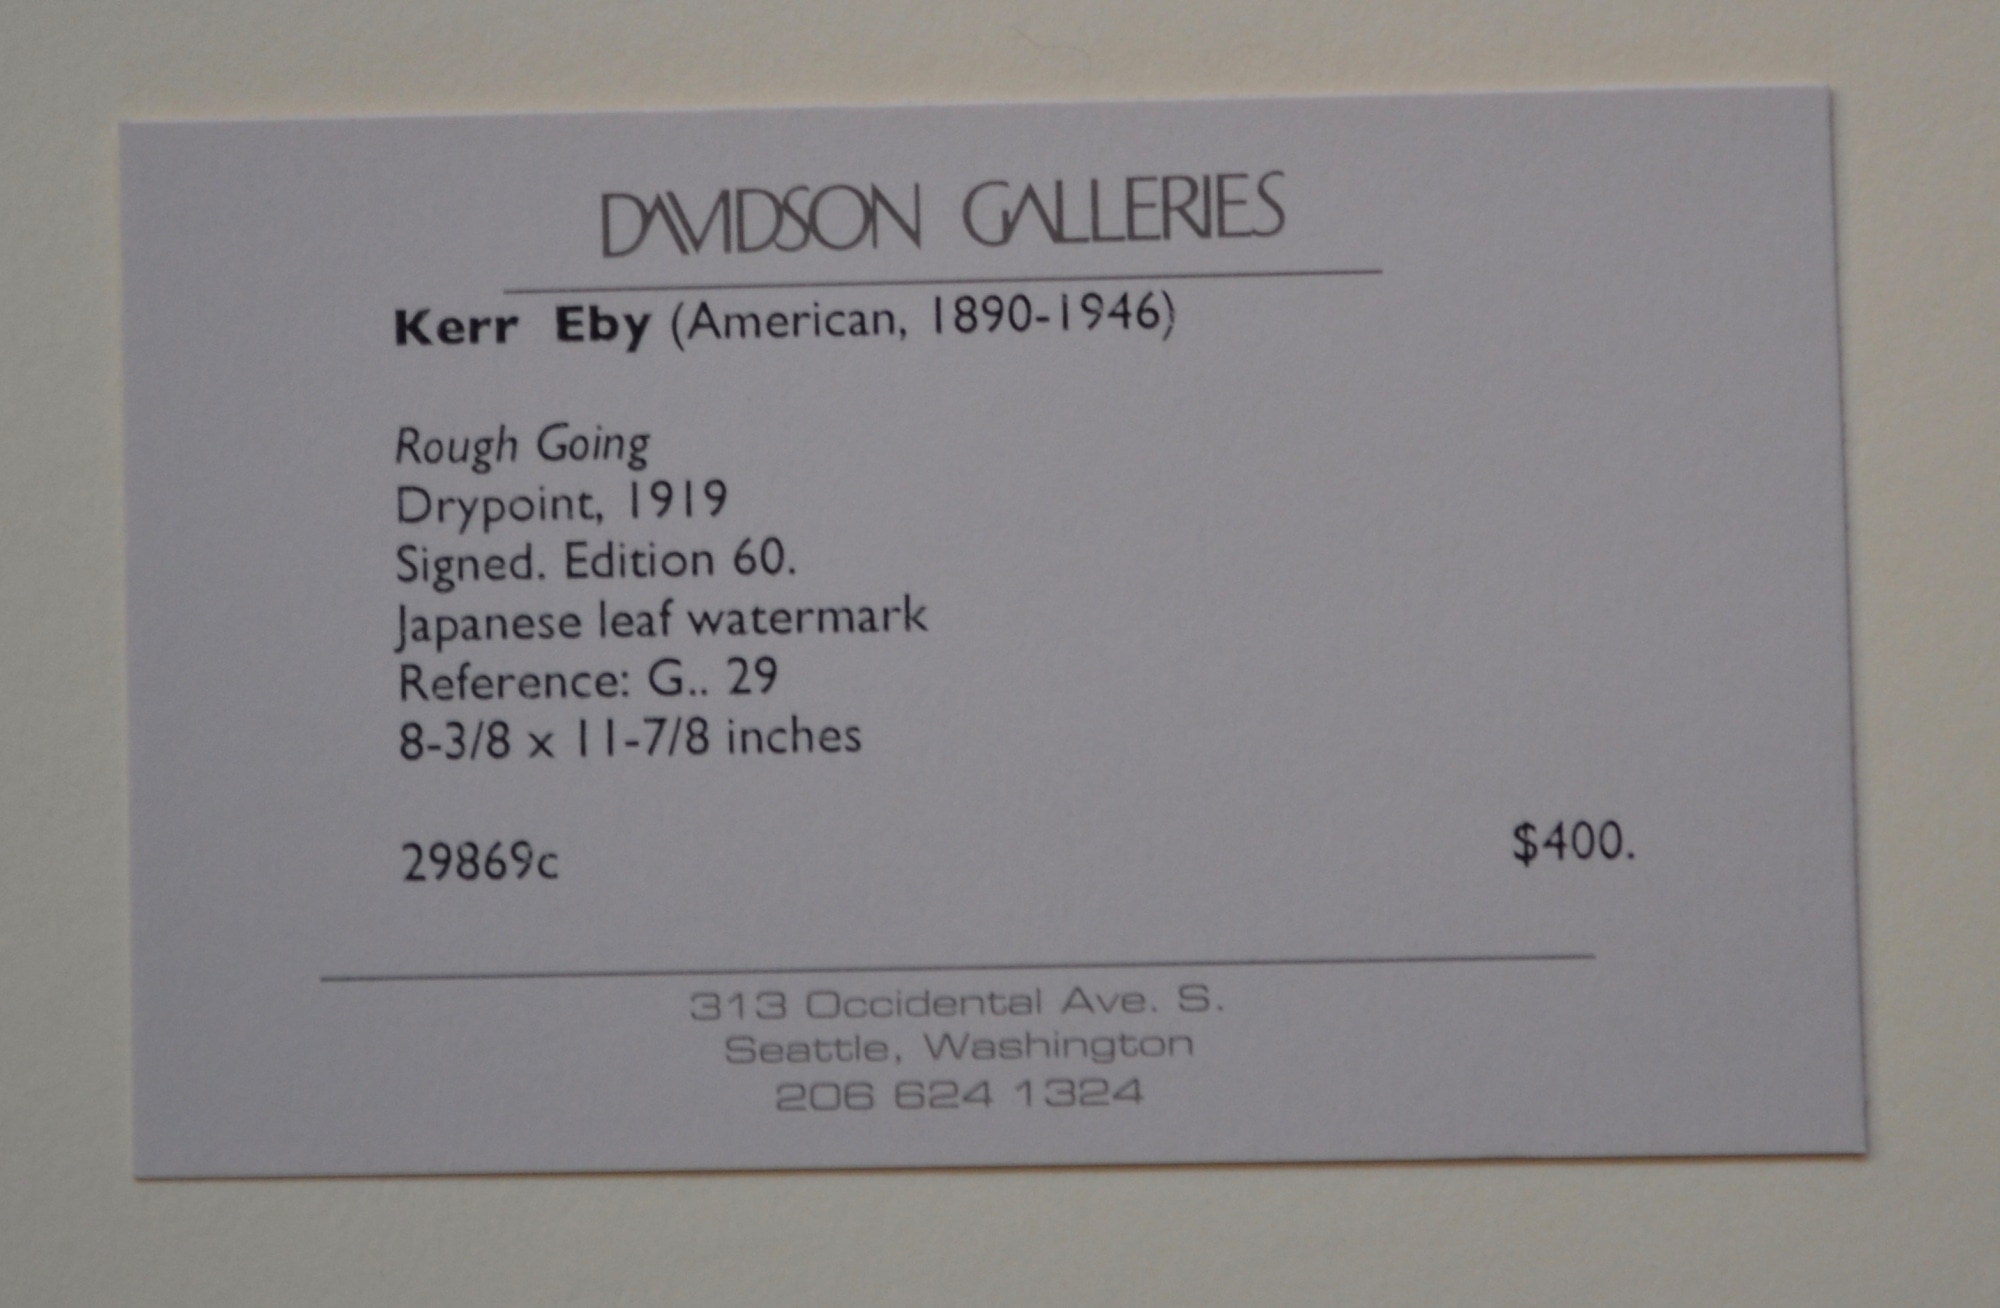 DAVIDSON GALLERIES
Kerr Eby (American, 1890-1946)
Rough Going
Drypoint, 1919
Signed. Edition 60.
Japanese leaf watermark
Reference: G.. 29
8-3/8 x 11-7/8 inches
29869c
$400.
313 Occidental Ave. S.
Seattle, Washington
206 624 1324